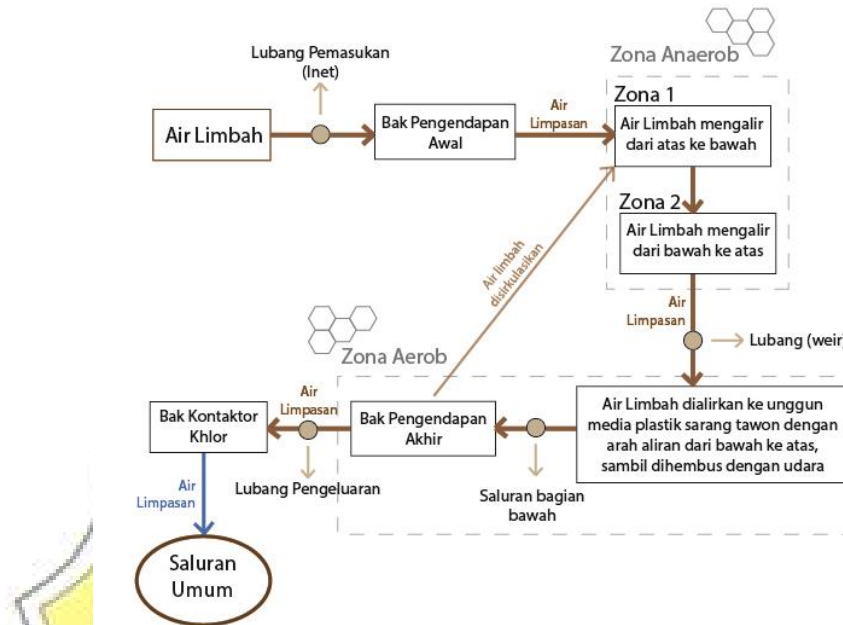 Lubang Pemasukan
(Inet)
Zona Anaerob
Zona 1
Air Limbah
Bak Pengendapan
Awal
Air
Limpasan
Air Limbah mengalir
dari atas ke bawah
Zona 2
Air Limbah mengalir
dari bawah ke atas
Air limbah
disirkulasikan
Air
Limpasan
Lubang (weir)
Zona Aerob
Air Limbah dialirkan ke unggun
media plastik sarang tawon dengan
arah aliran dari bawah ke atas,
sambil dihembus dengan udara
Saluran bagian
bawah
Bak Pengendapan
Akhir
Air
Limpasan
Lubang Pengeluaran
Bak Kontaktor
Khlor
Air
Limpasan
Saluran
Umum